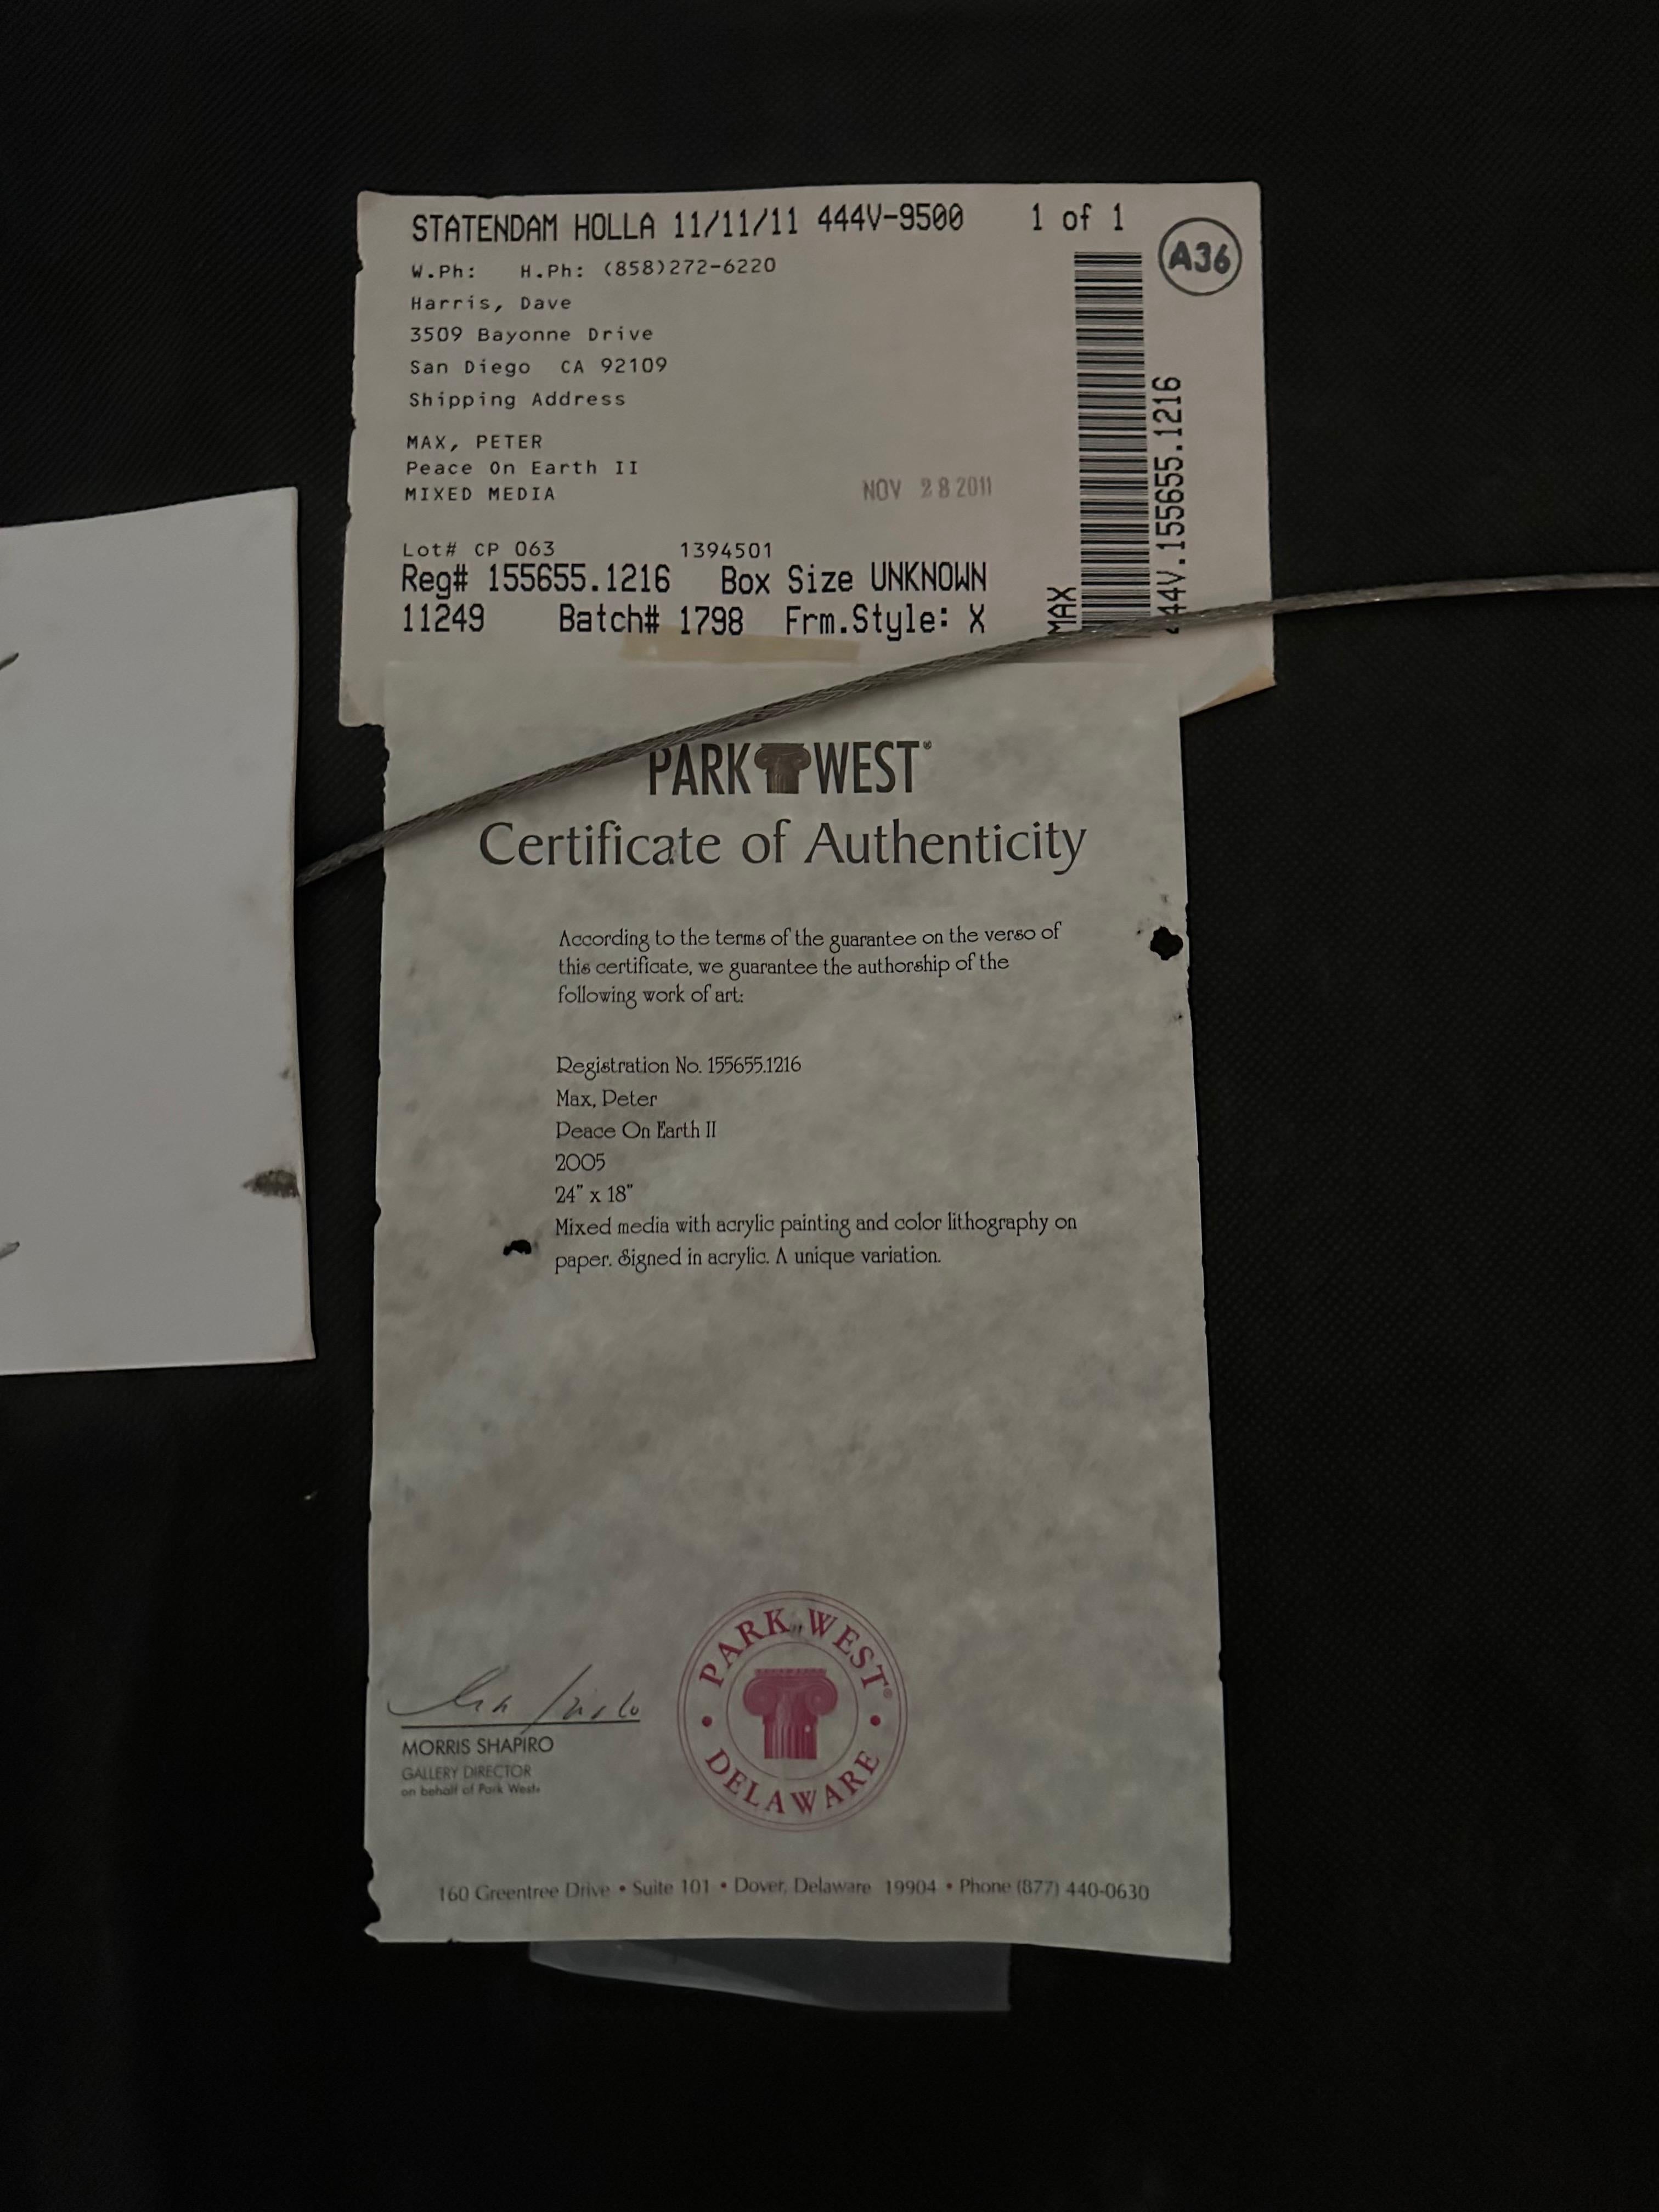 STATENDAM HOLLA 11/11/11 444V-9500 1 of 1
A36
W.Ph: H.Ph: (858)272-6220
Harris, Dave
3509 Bayonne Drive
San Diego CA 92109
Shipping Address
MAX, PETER
Peace On Earth II
MIXED MEDIA
NOV 28 2011
Lot# CP 063 1394501
Reg# 155655.1216 Box Size UNKNOWN
11249 Batch# 1798 Frm.Style: X
MAX
444V.155655.1216
PARK WEST®
Certificate of Authenticity
According to the terms of the guarantee on the verso of
this certificate, we guarantee the authorship of the
following work of art:
Registration No. 155655.1216
Max, Peter
Peace On Earth II
2005
24" x 18"
Mixed media with acrylic painting and color lithography on
paper. Signed in acrylic. A unique variation.
MORRIS SHAPIRO
GALLERY DIRECTOR
on behalf of Park West®
PARK WEST®
• DELAWARE •
160 Greentree Drive • Suite 101 • Dover, Delaware 19904 • Phone (877) 440-0630